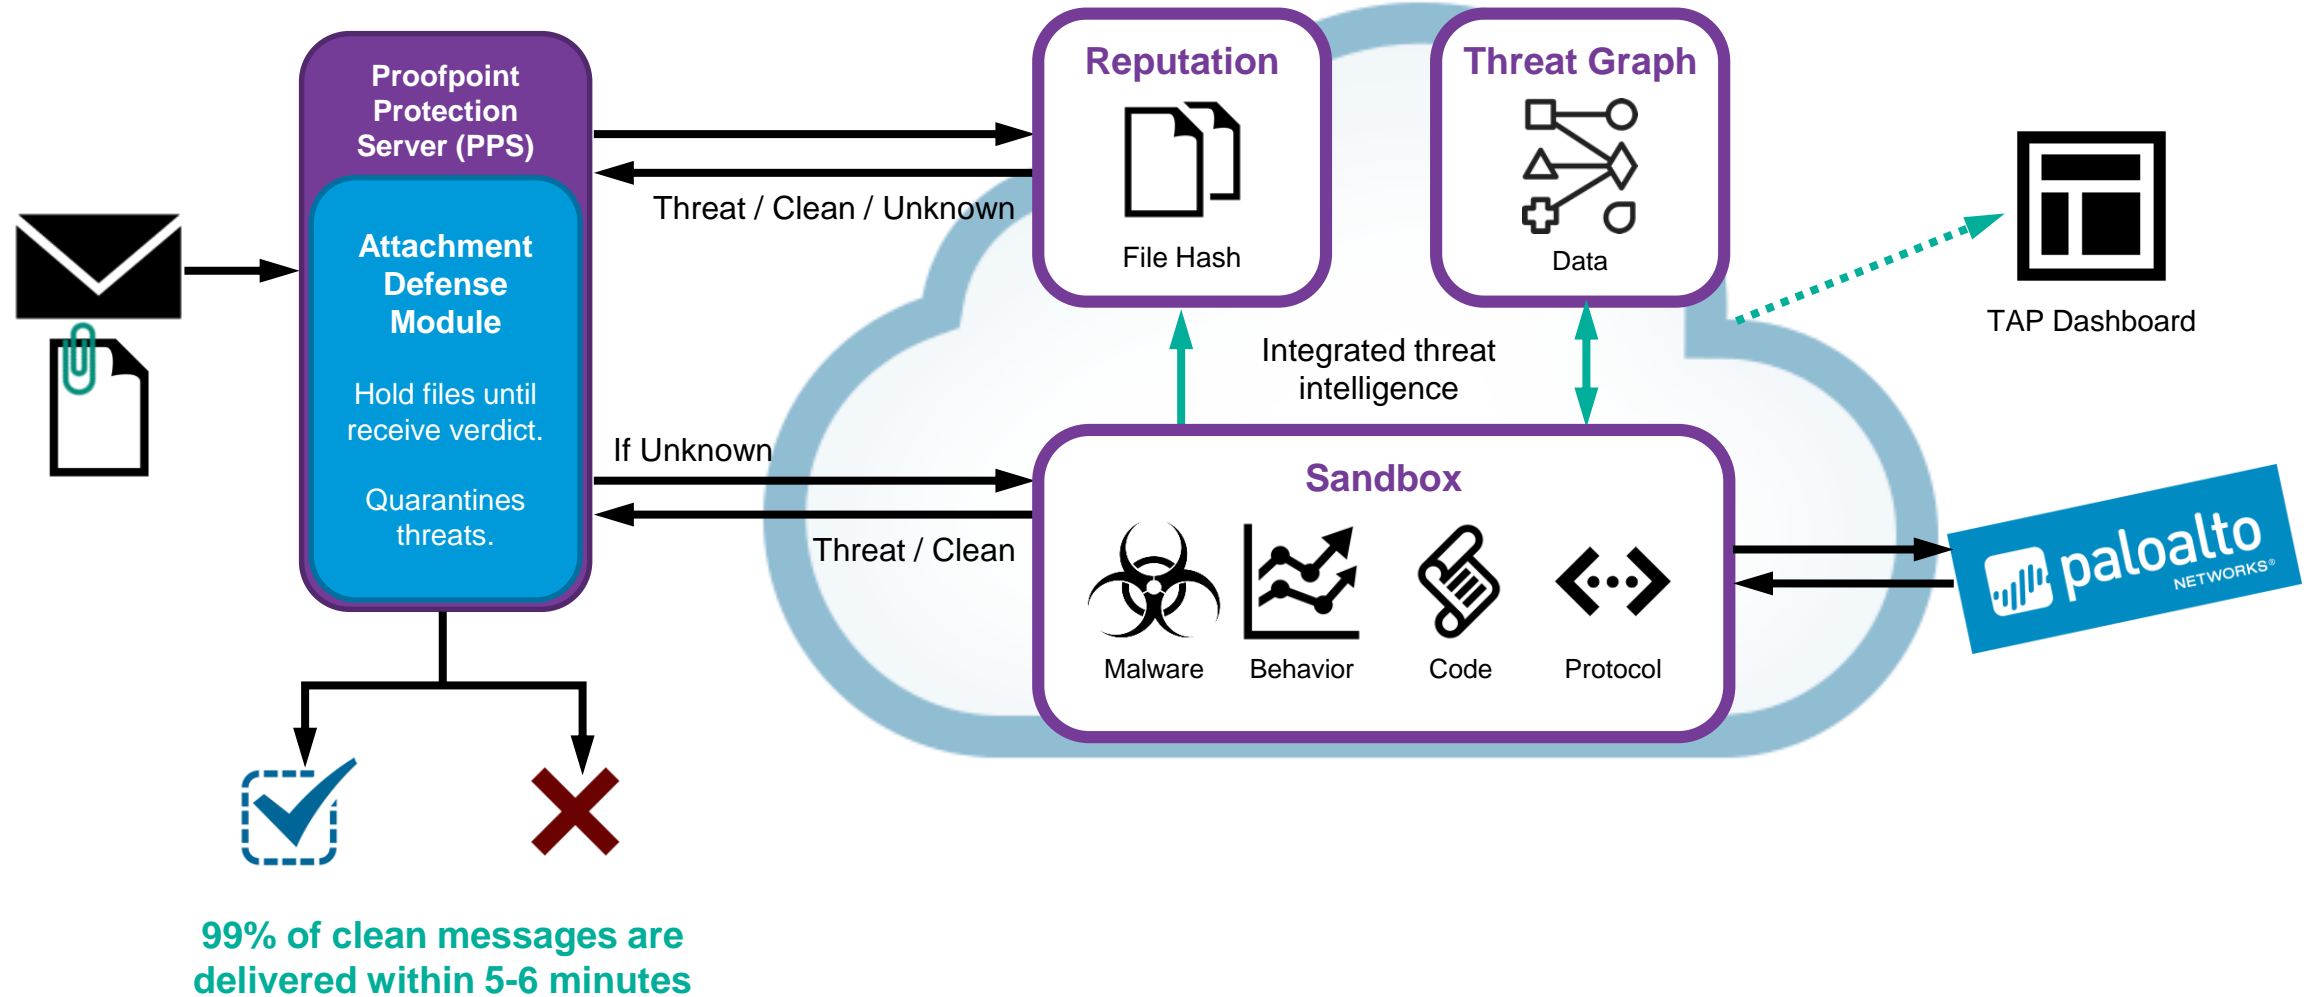 Proofpoint
Protection
Server (PPS)
Attachment
Defense
Module
Hold files until
receive verdict.
Quarantines
threats.
Threat / Clean / Unknown
If Unknown
Threat / Clean
Reputation
File Hash
Threat Graph
Data
Integrated threat
intelligence
Sandbox
Malware
Behavior
Code
Protocol
TAP Dashboard
paloalto
NETWORKS®
99% of clean messages are
delivered within 5-6 minutes